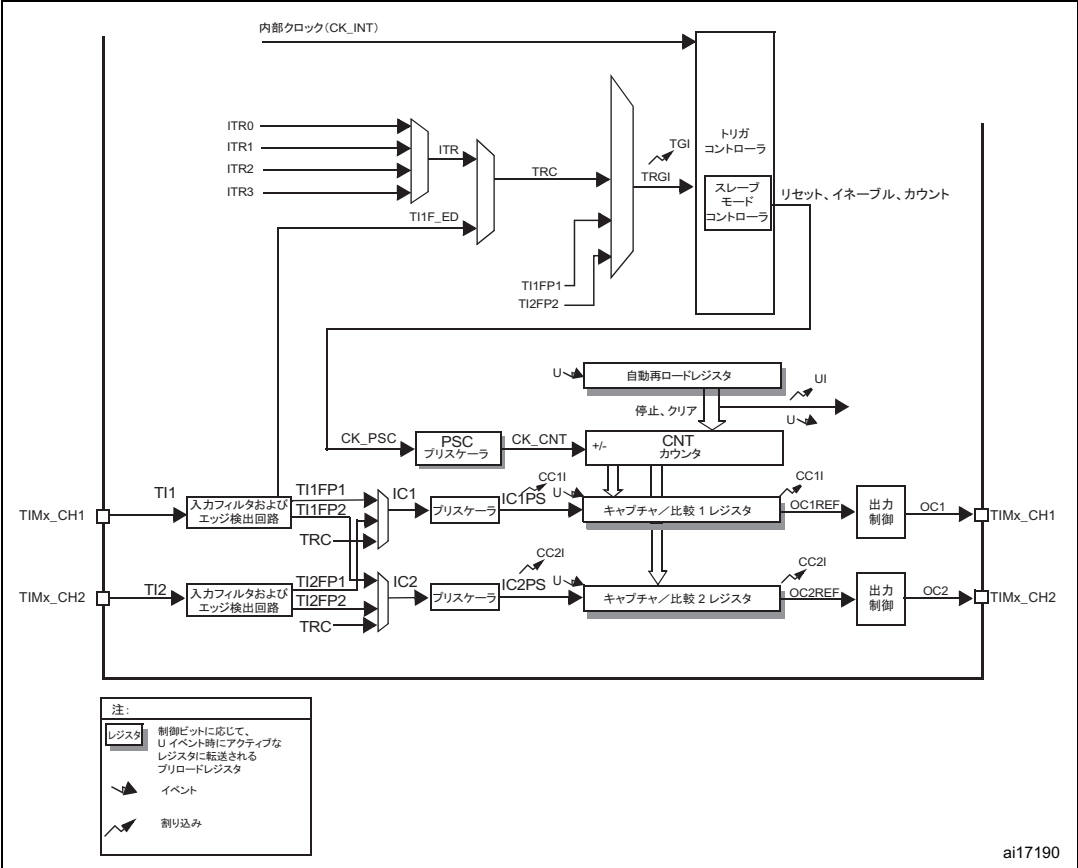 内部クロック(CK_INT)
ITR0
ITR1
ITR2
ITR3
ITR
TRC
TI1F_ED
TGI
TRGI
トリガ
コントローラ
スレーブ
モード
コントローラ
リセット、イネーブル、カウント
TI1FP1
TI2FP2
U
自動再ロードレジスタ
UI
停止、クリア
U
CK_PSC
PSC
プリスケーラ
CK_CNT
+/-
CNT
カウンタ
TIMx_CH1
TI1
入力フィルタおよび
エッジ検出回路
TI1FP1
TI1FP2
TRC
IC1
プリスケーラ
CC1I
IC1PS
U
キャプチャ/比較 1 レジスタ
CC1I
OC1REF
出力
制御
OC1
TIMx_CH1
TIMx_CH2
TI2
入力フィルタおよび
エッジ検出回路
TI2FP1
TI2FP2
TRC
IC2
プリスケーラ
CC2I
IC2PS
U
キャプチャ/比較 2 レジスタ
CC2I
OC2REF
出力
制御
OC2
TIMx_CH2
注:
レジスタ
制御ビットに応じて、
U イベント時にアクティブな
レジスタに転送される
プリロードレジスタ
イベント
割り込み
ai17190